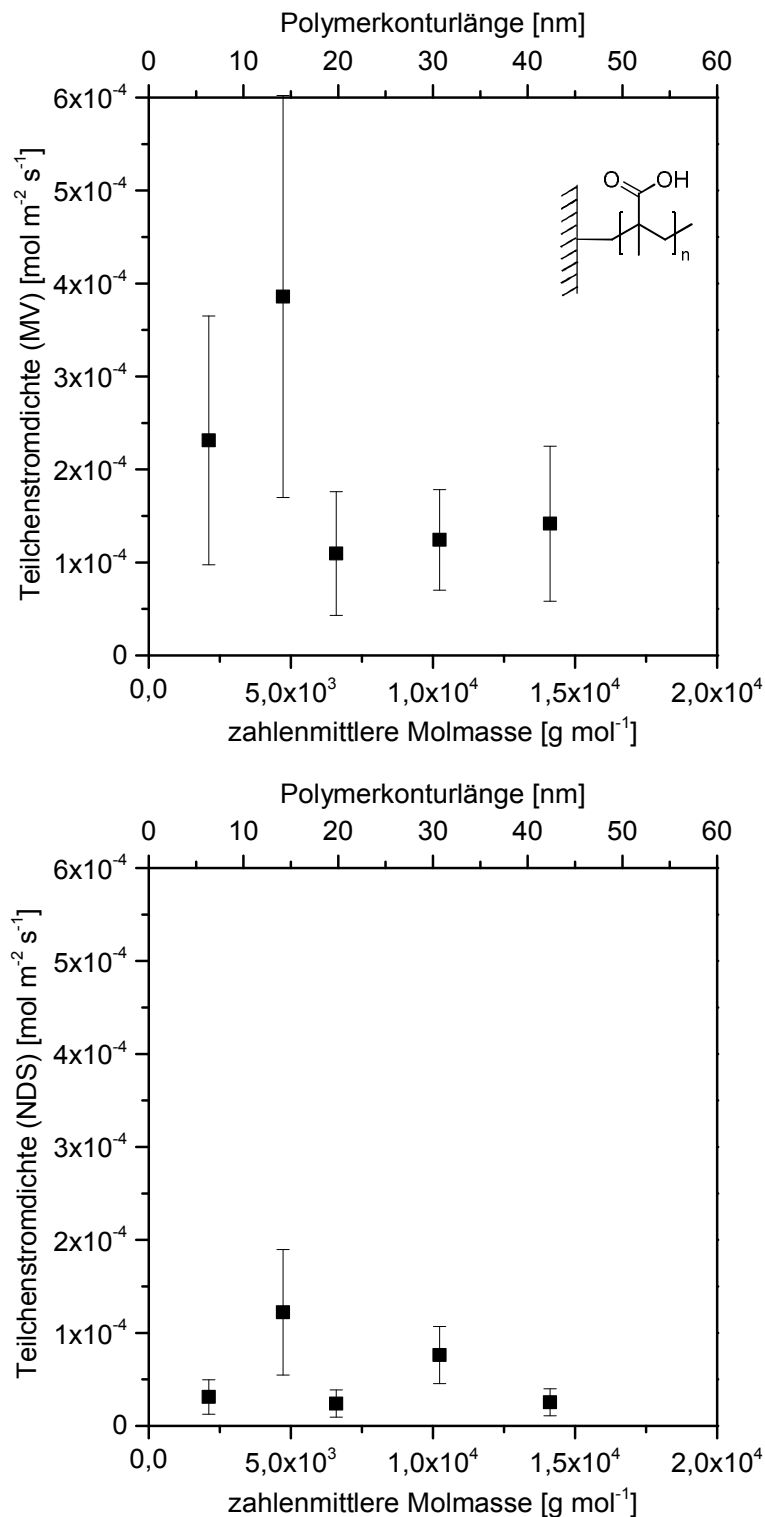 Polymerkonturlänge [nm]
0 10 20 30 40 50 60
Teilchenstromdichte (MV) [mol m⁻² s⁻¹]
6x10⁻⁴
5x10⁻⁴
4x10⁻⁴
3x10⁻⁴
2x10⁻⁴
1x10⁻⁴
0
O OH
n
0,0 5,0x10³ 1,0x10⁴ 1,5x10⁴ 2,0x10⁴
zahlenmittlere Molmasse [g mol⁻¹]
Polymerkonturlänge [nm]
0 10 20 30 40 50 60
Teilchenstromdichte (NDS) [mol m⁻² s⁻¹]
6x10⁻⁴
5x10⁻⁴
4x10⁻⁴
3x10⁻⁴
2x10⁻⁴
1x10⁻⁴
0
0,0 5,0x10³ 1,0x10⁴ 1,5x10⁴ 2,0x10⁴
zahlenmittlere Molmasse [g mol⁻¹]